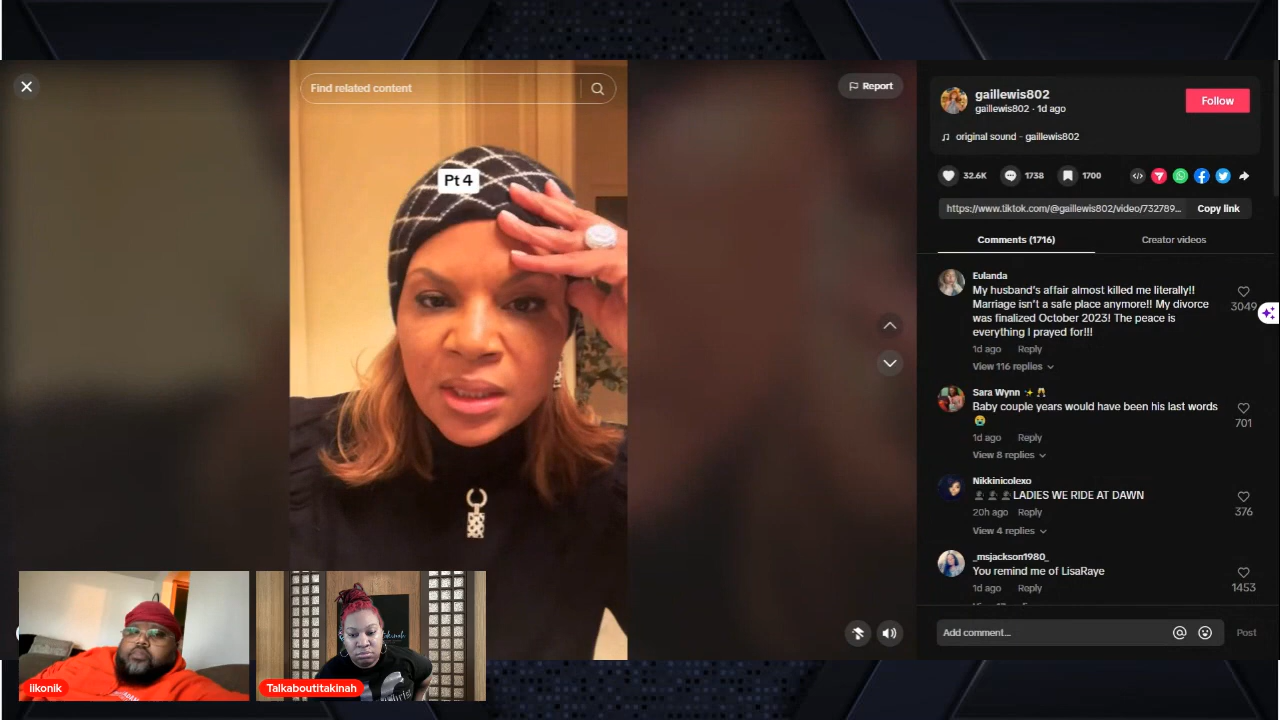 Find related content
Report
Pt 4
gaillewis802
gaillewis802 · 1d ago
Follow
original sound - gaillewis802
32.6K
1738
1700
https://www.tiktok.com/@gaillewis802/video/732789...
Copy link
Comments (1716)
Creator videos
Eulanda
My husband's affair almost killed me literally!!
Marriage isn't a safe place anymore!! My divorce
was finalized October 2023! The peace is
everything I prayed for!!!
3049
1d ago Reply
View 116 replies
Sara Wynn ✨ 🥂
Baby couple years would have been his last words
😭
701
1d ago Reply
View 8 replies
Nikkinicolexo
LADIES WE RIDE AT DAWN
376
20h ago Reply
View 4 replies
_msjackson1980_
You remind me of LisaRaye
1453
1d ago Reply
Add comment...
Post
iikonik
Talkaboutitakinah